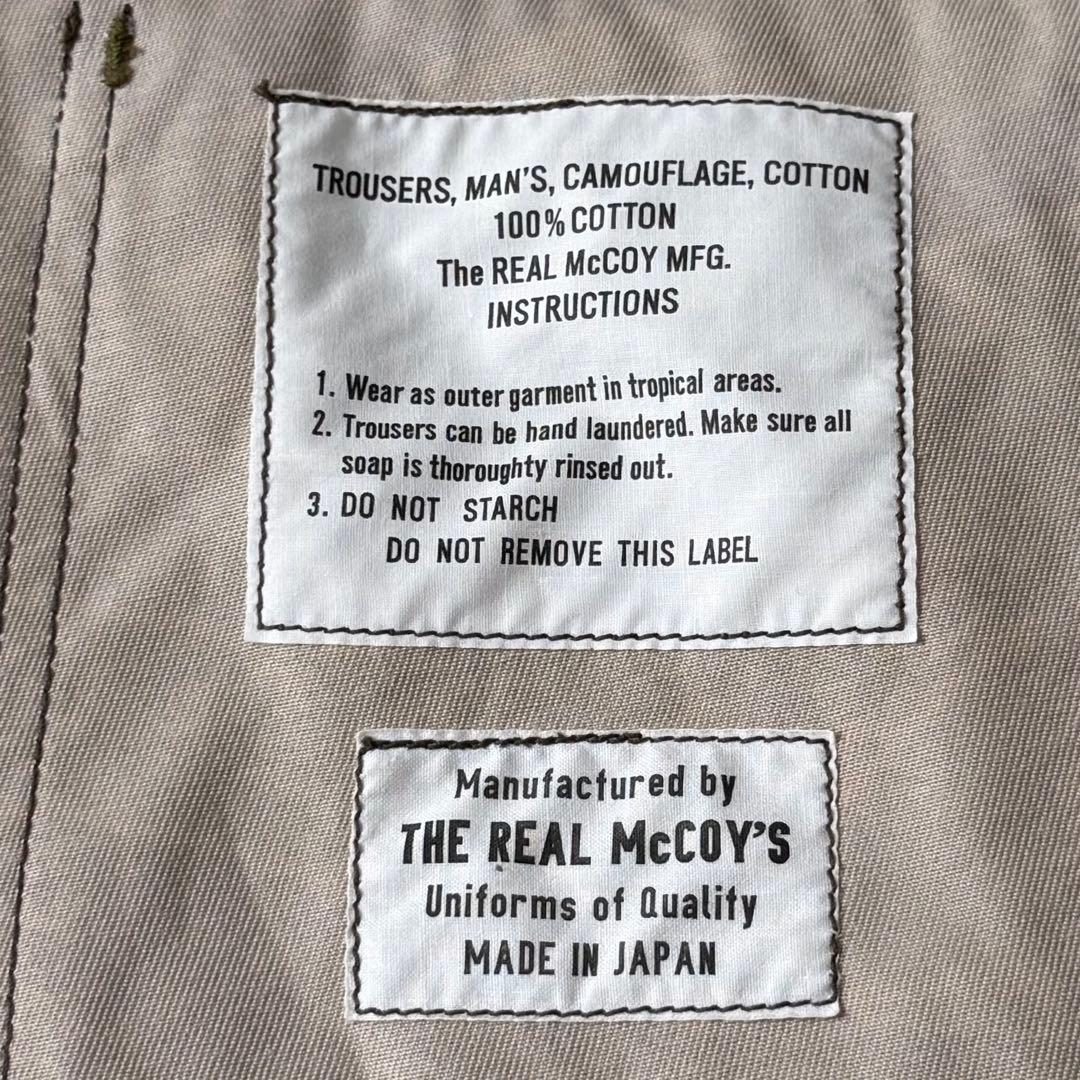 TROUSERS, MAN'S, CAMOUFLAGE, COTTON
100% COTTON
The REAL McCOY MFG.
INSTRUCTIONS
1. Wear as outer garment in tropical areas.
2. Trousers can be hand laundered. Make sure all
soap is thoroughty rinsed out.
3. DO NOT STARCH
DO NOT REMOVE THIS LABEL
Manufactured by
THE REAL McCOY'S
Uniforms of Quality
MADE IN JAPAN